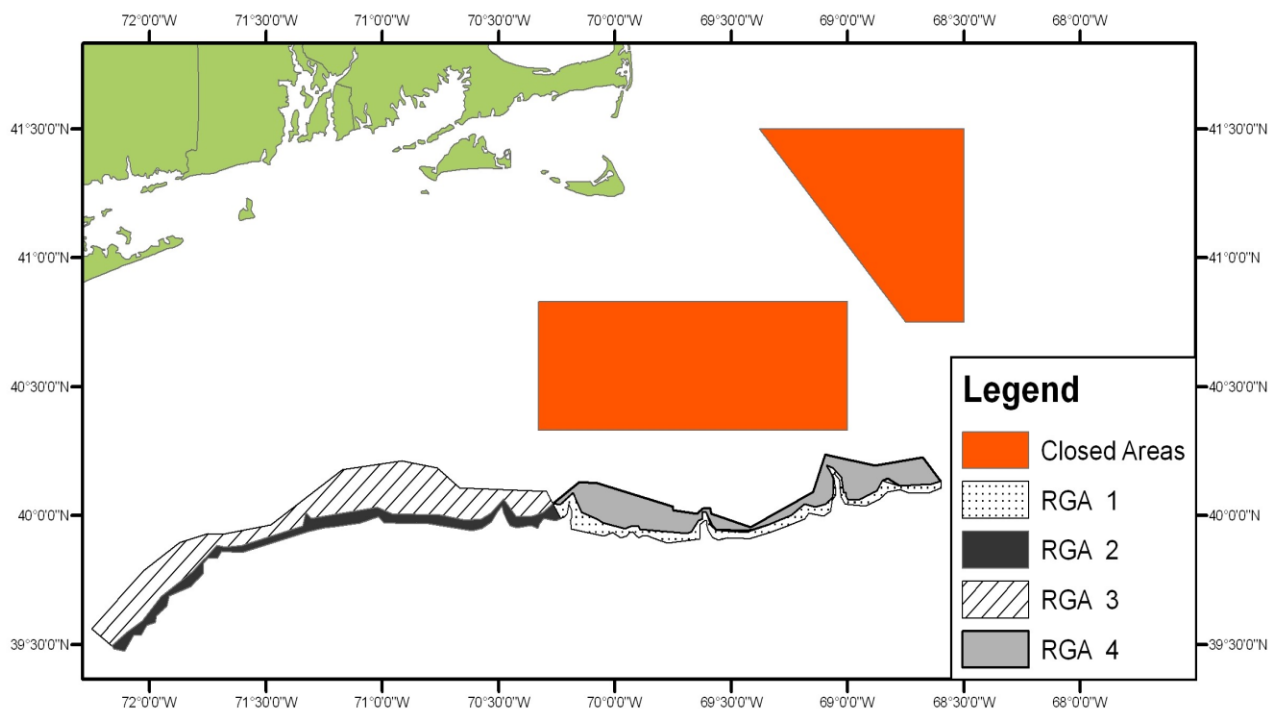 72°0'0"W 71°30'0"W 71°0'0"W 70°30'0"W 70°0'0"W 69°30'0"W 69°0'0"W 68°30'0"W 68°0'0"W
41°30'0"N 41°30'0"N
41°0'0"N 41°0'0"N
40°30'0"N 40°30'0"N
Legend
Closed Areas
RGA 1
40°0'0"N 40°0'0"N
RGA 2
RGA 3
39°30'0"N 39°30'0"N
RGA 4
72°0'0"W 71°30'0"W 71°0'0"W 70°30'0"W 70°0'0"W 69°30'0"W 69°0'0"W 68°30'0"W 68°0'0"W